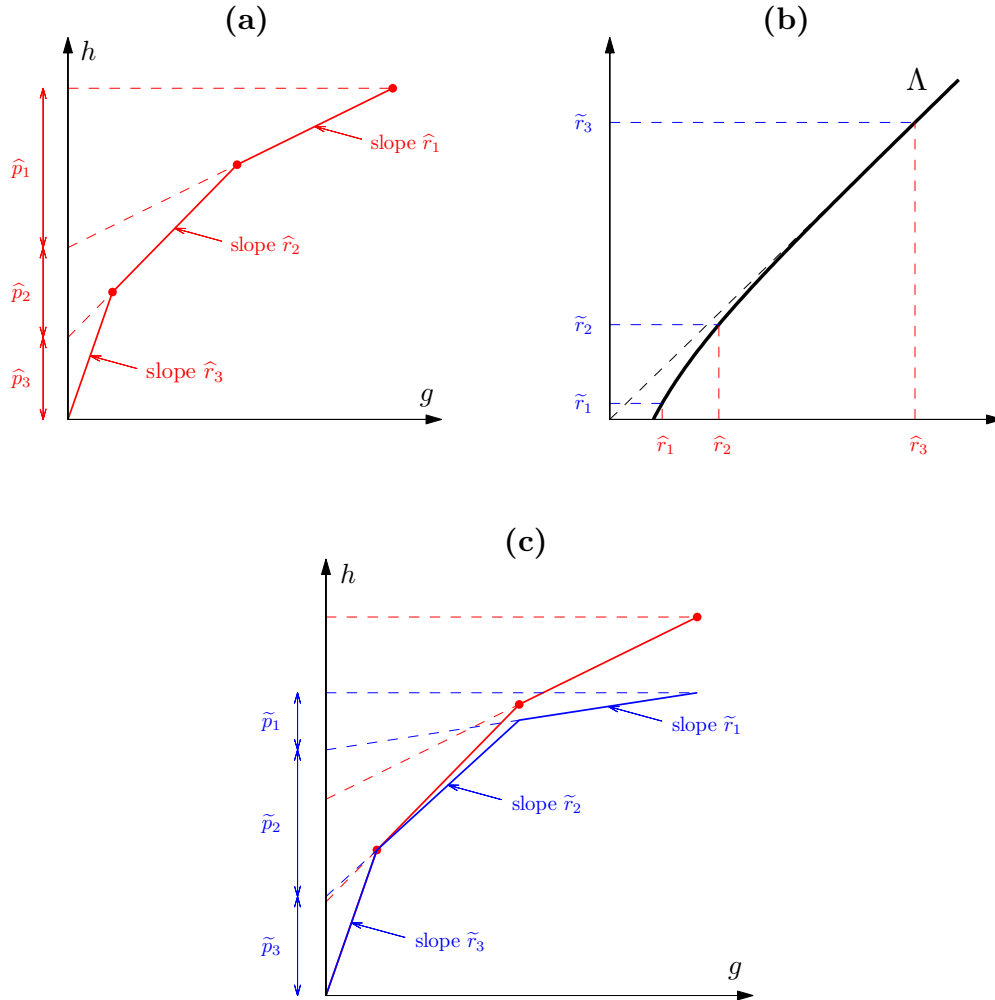 (a)
h
p̂₁
slope r̂₁
slope r̂₂
p̂₂
p̂₃
slope r̂₃
g
(b)
Λ
r̃₃
r̃₂
r̃₁
r̂₁ r̂₂ r̂₃
(c)
h
p̃₁
slope r̃₁
p̃₂
slope r̃₂
p̃₃
slope r̃₃
g